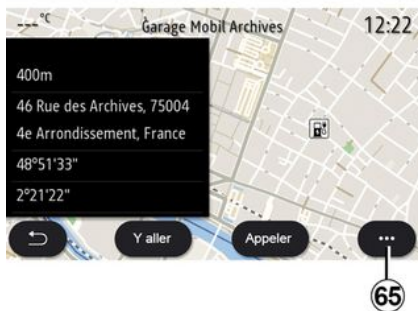 ---°C
Garage Mobil Archives
12:22
400m
46 Rue des Archives, 75004
4e Arrondissement, France
48°51'33"
2°21'22"
Y aller
Appeler
65